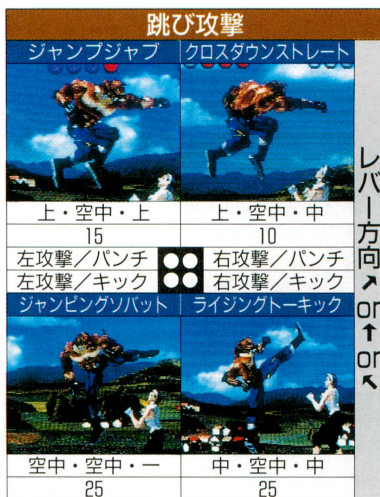 跳び攻撃
ジャンプジャブ クロスダウンストレート
上・空中・上 上・空中・中
15 10
左攻撃／パンチ 右攻撃／パンチ
左攻撃／キック 右攻撃／キック
ジャンピングソバット ライジングトーキック
空中・空中・ー 中・空中・中
25 25
レバー方向↗or↑or↖